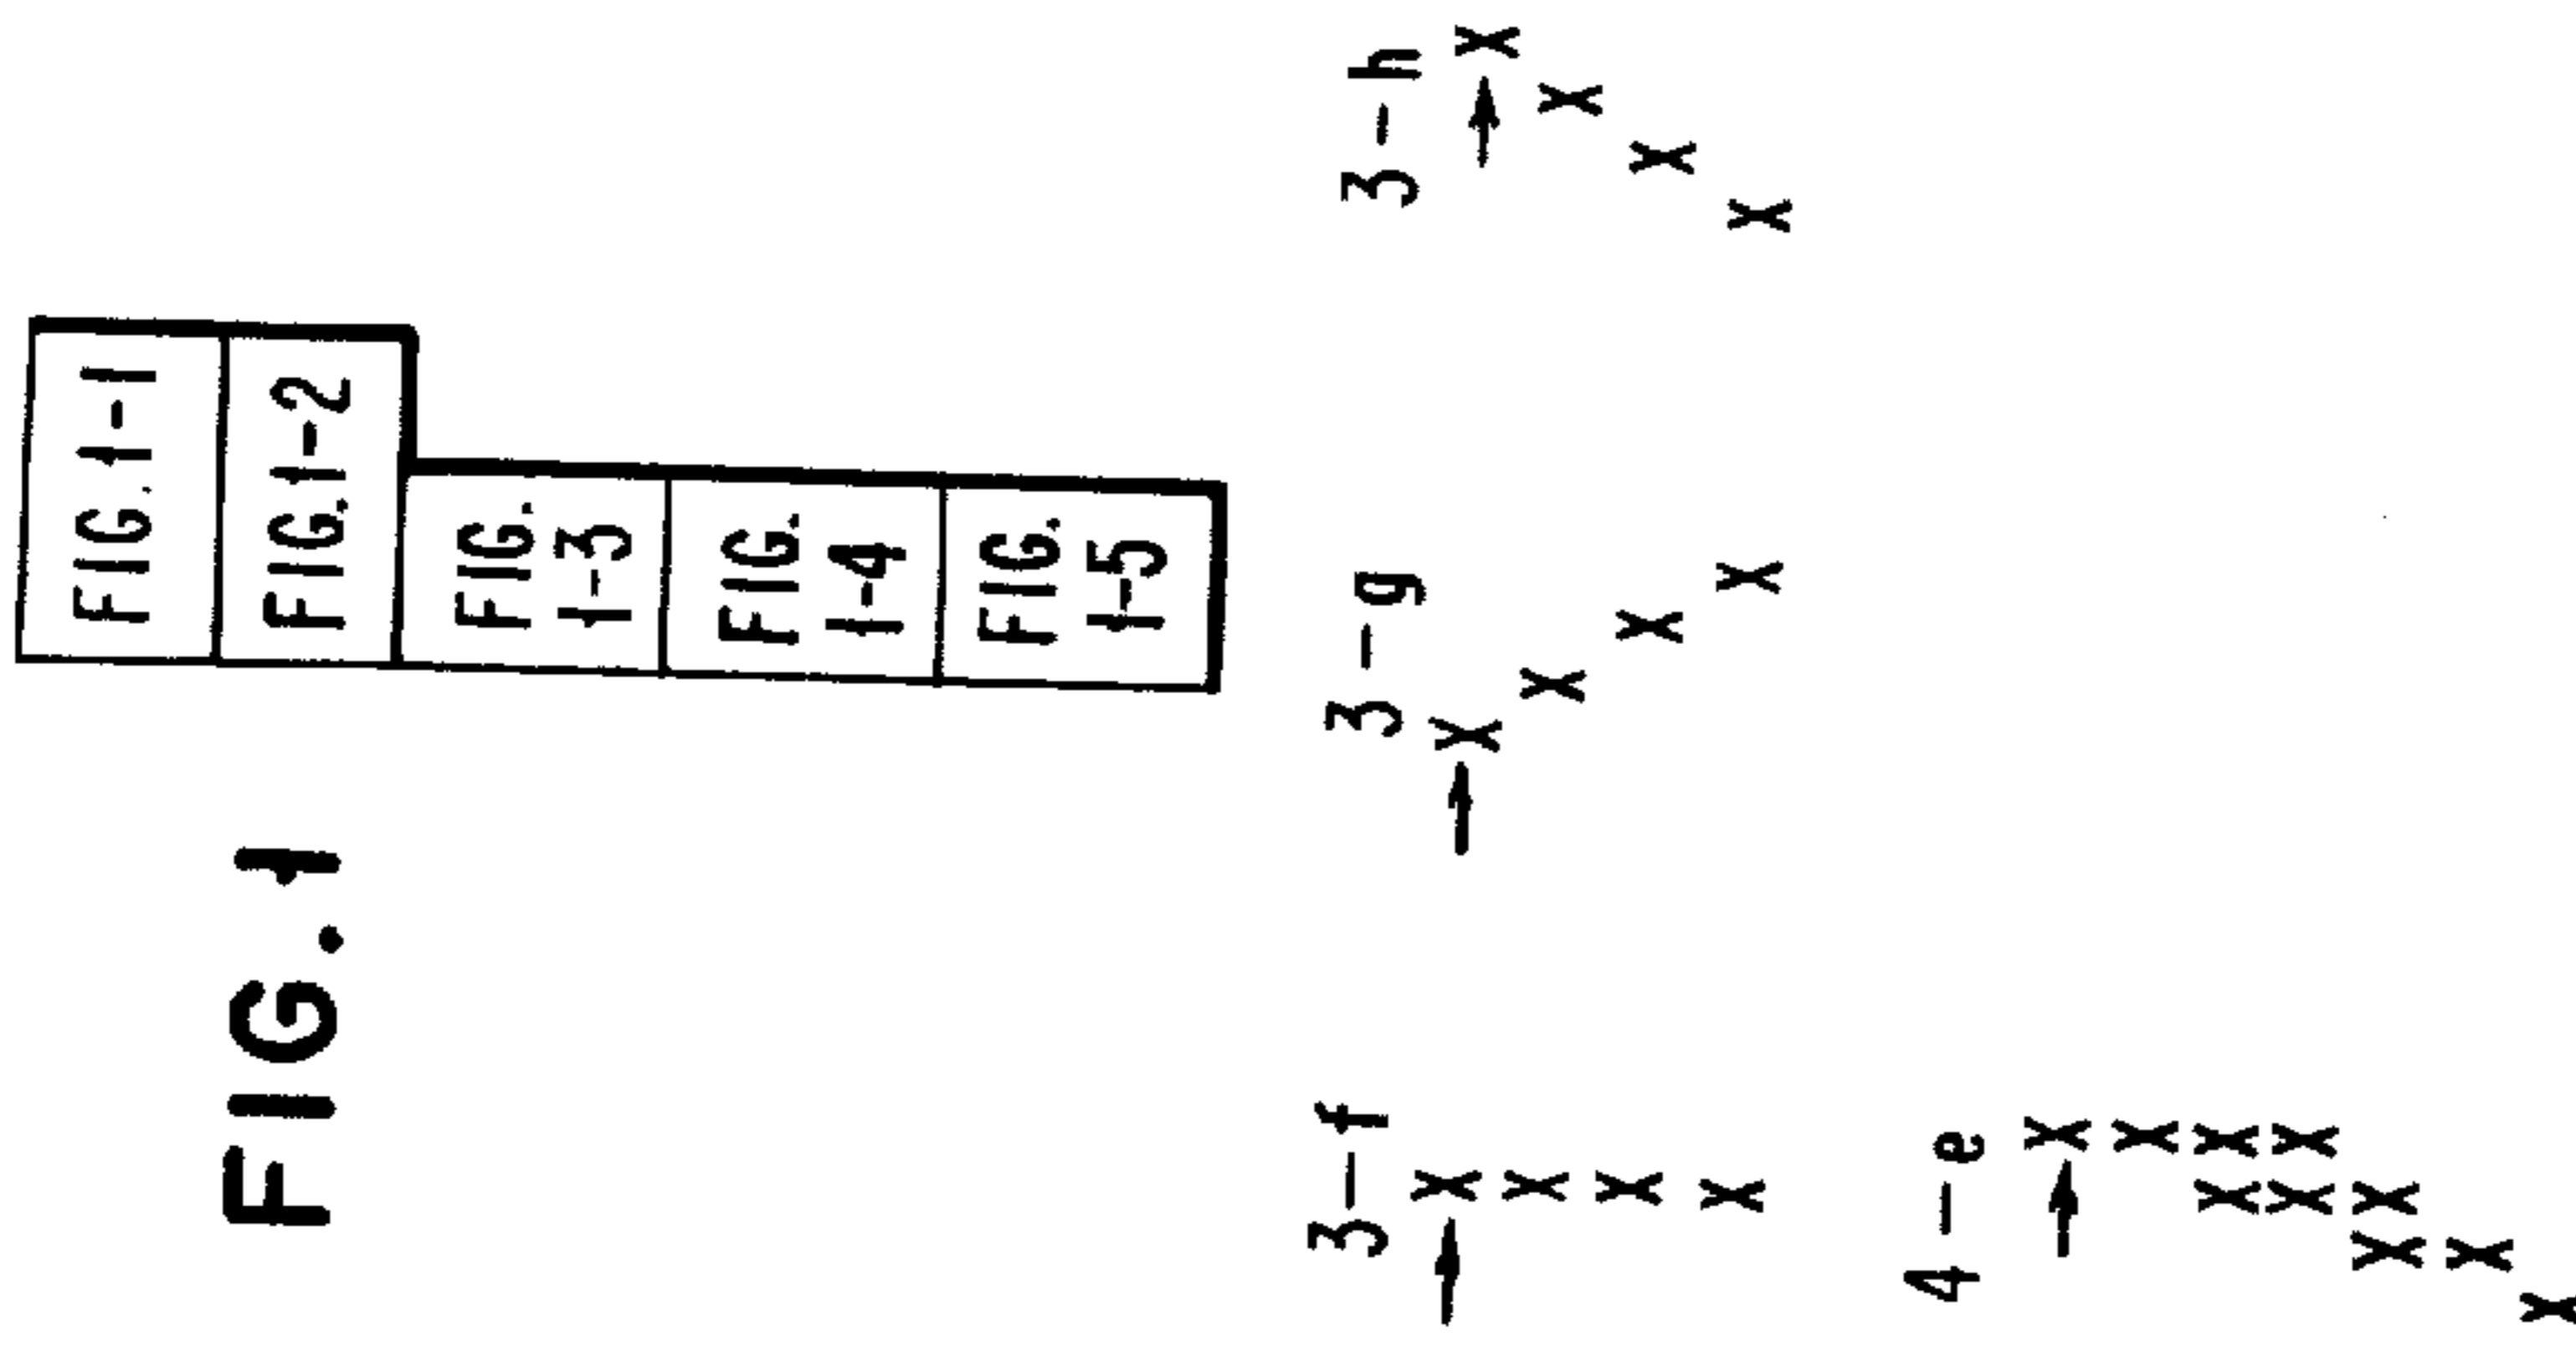 FIG. 1
FIG. 1-1
FIG. 1-2
FIG.
1-3
FIG.
1-4
FIG.
1-5
3-f 3-g 3-h
X X X
X X X
X X X
X X X
4-e
X
X
X X
X X
X X
X
X